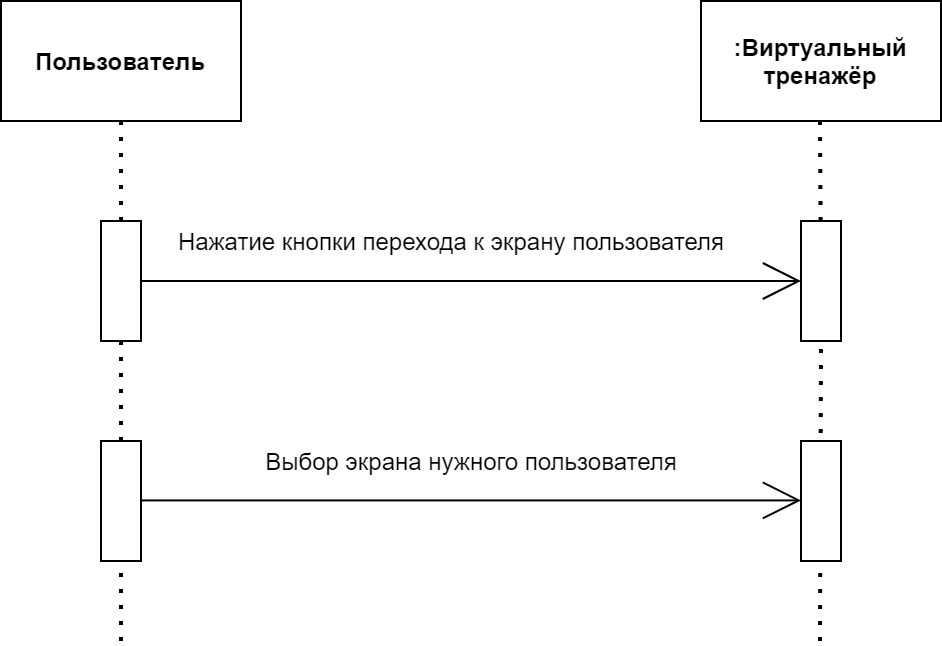 Пользователь
:Виртуальный
тренажёр
Нажатие кнопки перехода к экрану пользователя
Выбор экрана нужного пользователя